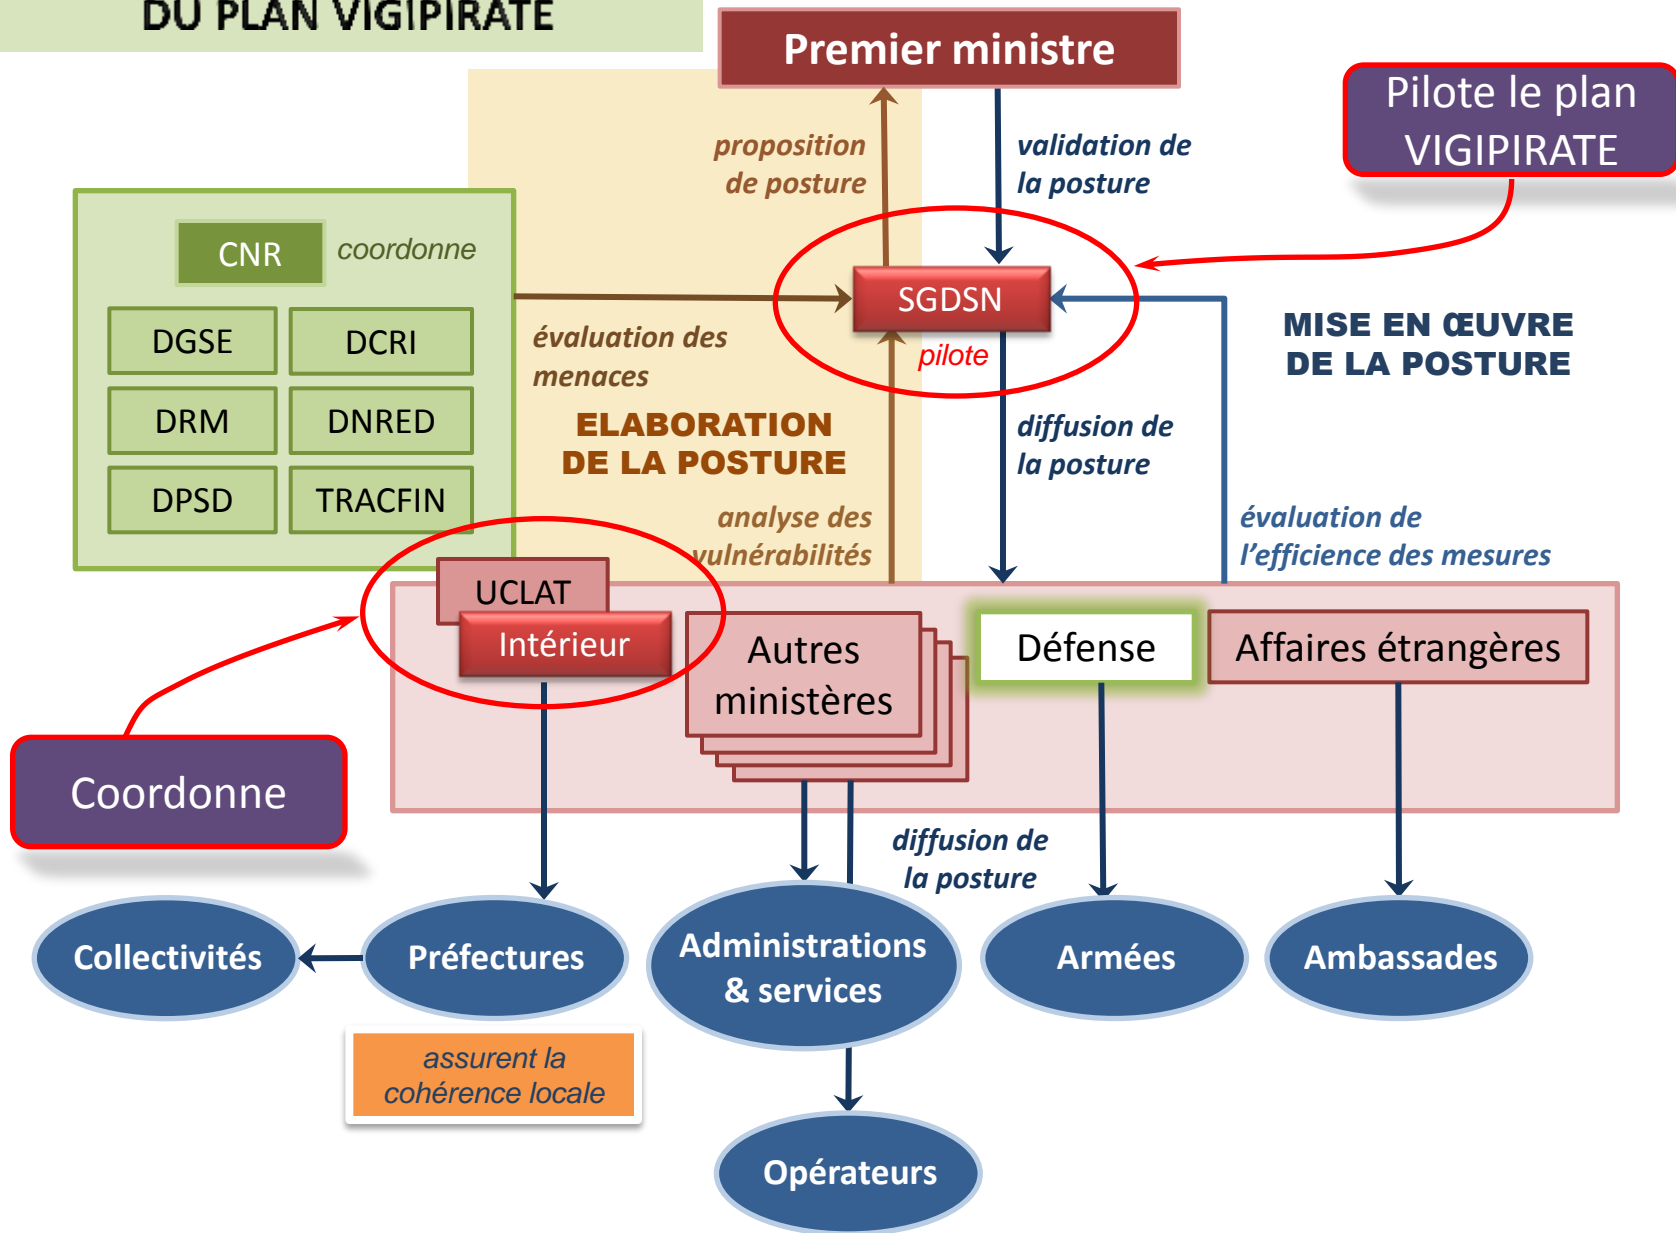 DU PLAN VIGIPIRATE
Premier ministre
Pilote le plan
VIGIPIRATE
proposition
de posture
validation de
la posture
CNR
coordonne
DGSE
DCRI
DRM
DNRED
DPSD
TRACFIN
évaluation des
menaces
SGDSN
pilote
MISE EN ŒUVRE
DE LA POSTURE
ELABORATION
DE LA POSTURE
diffusion de
la posture
analyse des
vulnérabilités
évaluation de
l'efficience des mesures
UCLAT
Intérieur
Autres
ministères
Défense
Affaires étrangères
Coordonne
diffusion de
la posture
Collectivités
Préfectures
Administrations
& services
Armées
Ambassades
assurent la
cohérence locale
Opérateurs